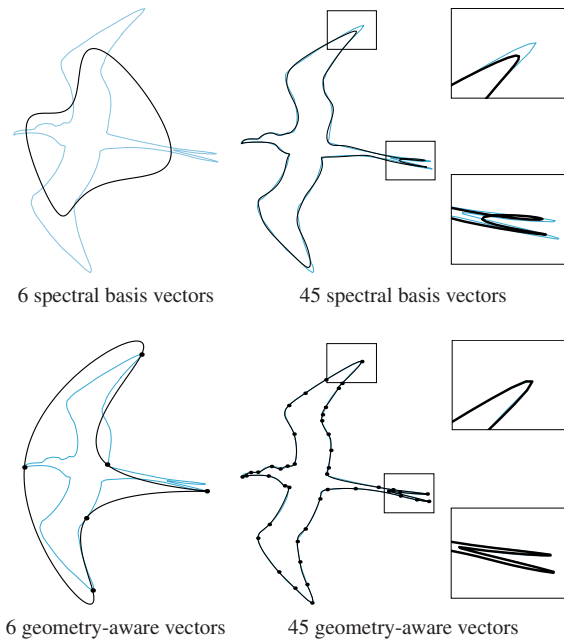 6 spectral basis vectors
45 spectral basis vectors
6 geometry-aware vectors
45 geometry-aware vectors